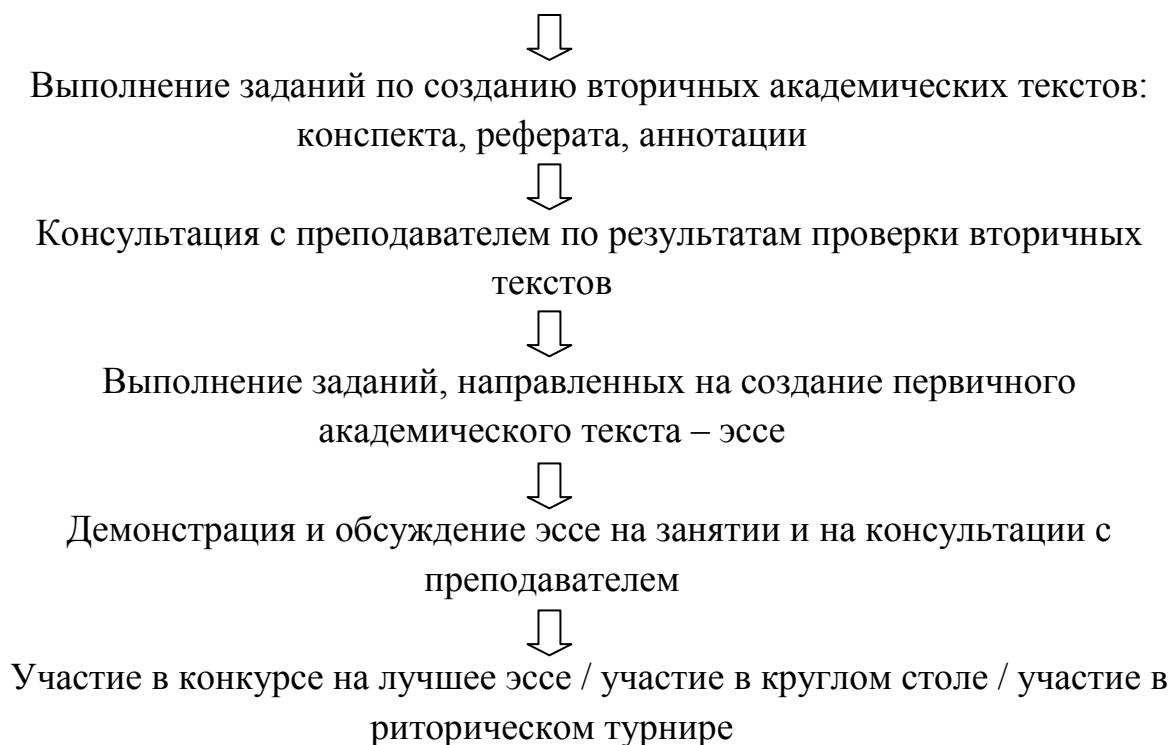 Выполнение заданий по созданию вторичных академических текстов:
конспекта, реферата, аннотации
Консультация с преподавателем по результатам проверки вторичных
текстов
Выполнение заданий, направленных на создание первичного
академического текста – эссе
Демонстрация и обсуждение эссе на занятии и на консультации с
преподавателем
Участие в конкурсе на лучшее эссе / участие в круглом столе / участие в
риторическом турнире